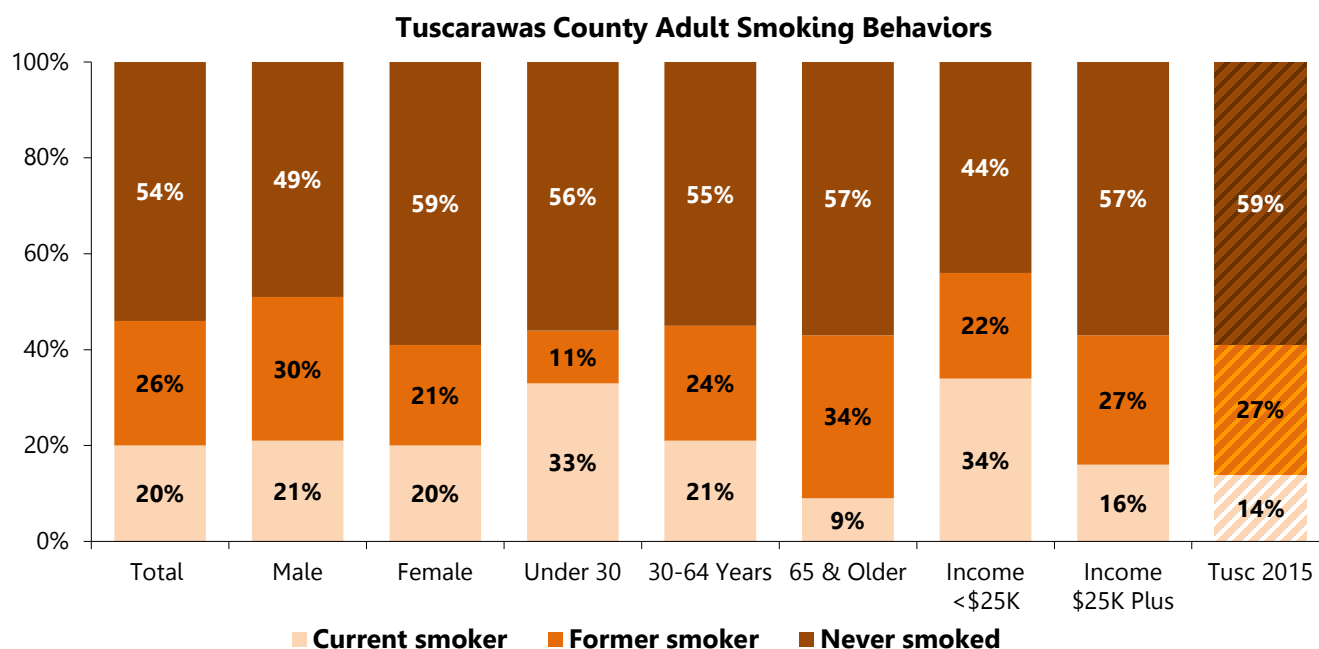 Tuscarawas County Adult Smoking Behaviors
100%
80%
60%
40%
20%
0%
54%
49%
59%
56%
55%
57%
44%
57%
59%
26%
30%
21%
11%
24%
34%
22%
27%
27%
20%
21%
20%
33%
21%
9%
34%
16%
14%
Total
Male
Female
Under 30
30-64 Years
65 & Older
Income
<$25K
Income
$25K Plus
Tusc 2015
Current smoker
Former smoker
Never smoked